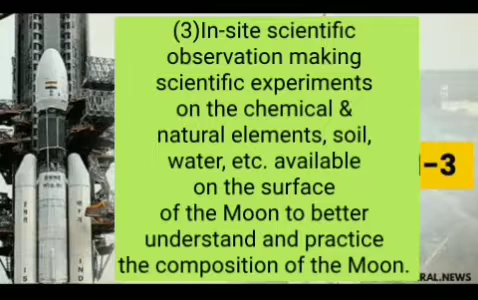 (3)In-site scientific
observation making
scientific experiments
on the chemical &
natural elements, soil,
water, etc. available
on the surface
of the Moon to better
understand and practice
the composition of the Moon.
-3
RAL.NEWS